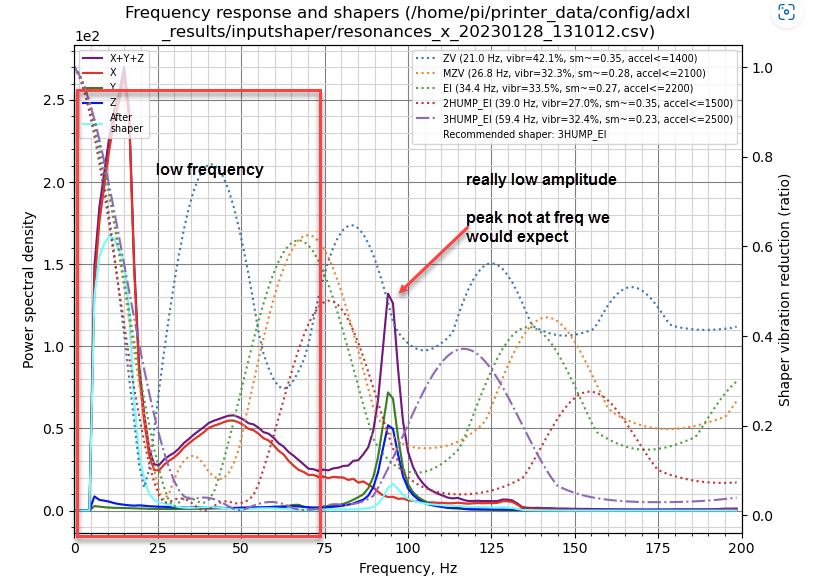 Frequency response and shapers (/home/pi/printer_data/config/adxl
_results/inputshaper/resonances_x_20230128_131012.csv)
1e2
X+Y+Z
X
Y
Z
After
shaper
ZV (21.0 Hz, vibr=42.1%, sm~=0.35, accel<=1400)
MZV (26.8 Hz, vibr=32.3%, sm~=0.28, accel<=2100)
EI (34.4 Hz, vibr=33.5%, sm~=0.27, accel<=2200)
2HUMP_EI (39.0 Hz, vibr=27.0%, sm~=0.35, accel<=1500)
3HUMP_EI (59.4 Hz, vibr=32.4%, sm~=0.23, accel<=2500)
Recommended shaper: 3HUMP_EI
low frequency
really low amplitude
peak not at freq we
would expect
Power spectral density
2.5
2.0
1.5
1.0
0.5
0.0
1.0
0.8
0.6
0.4
0.2
0.0
Shaper vibration reduction (ratio)
0 25 50 75 100 125 150 175 200
Frequency, Hz